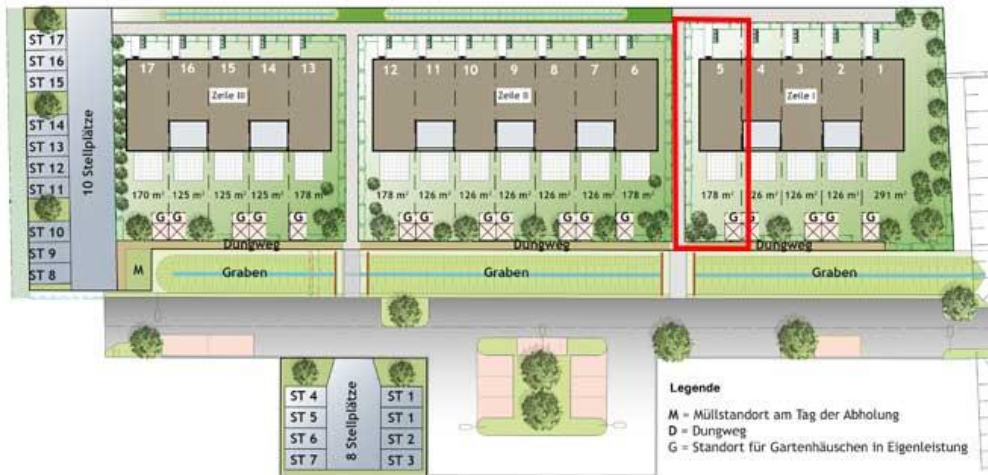 ST 17
ST 16
ST 15
ST 14
ST 13
ST 12
ST 11
ST 10
ST 9
ST 8
10 Stellplätze
17 16 15 14 13
Zeile III
170 m² 125 m² 125 m² 125 m² 178 m²
G G G G G
12 11 10 9 8 7 6
Zeile II
178 m² 126 m² 126 m² 126 m² 126 m² 126 m² 178 m²
G G G G G G G
5 4 3 2 1
Zeile I
178 m² 126 m² 126 m² 126 m² 291 m²
G G G G G
Dungweg Dungweg Dungweg
M Graben Graben Graben
ST 4
ST 5
ST 6
ST 7
8 Stellplätze
ST 1
ST 1
ST 2
ST 3
Legende
M = Müllstandort am Tag der Abholung
D = Dungweg
G = Standort für Gartenhäuschen in Eigenleistung